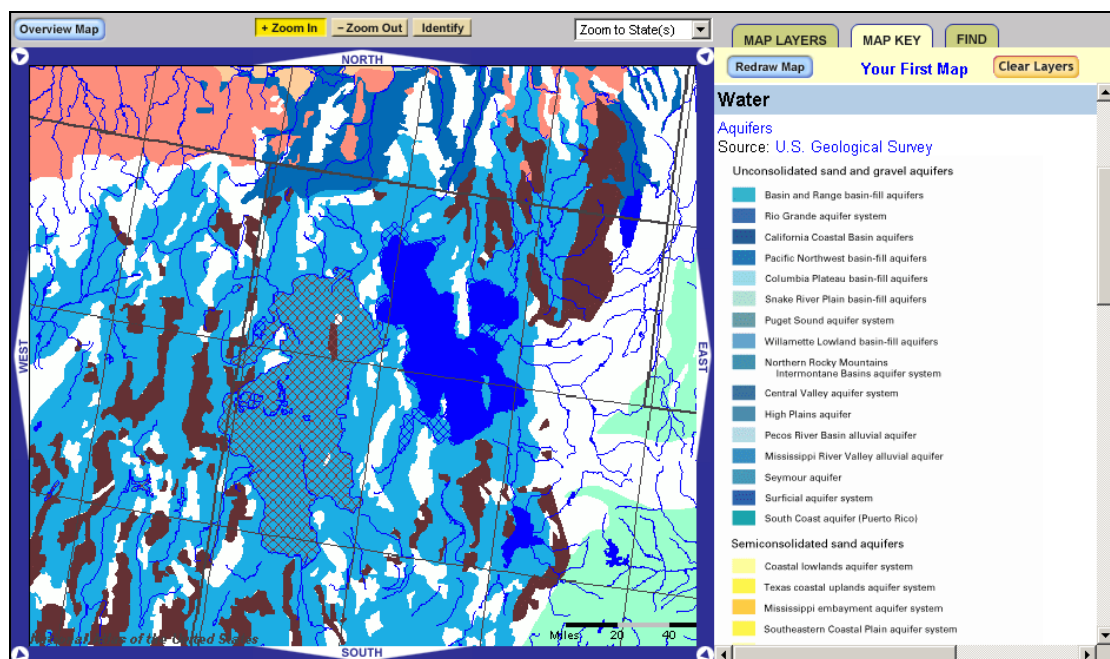 Overview Map
+ Zoom In
– Zoom Out
Identify
Zoom to State(s)
MAP LAYERS
MAP KEY
FIND
Redraw Map
Your First Map
Clear Layers
NORTH
WEST
EAST
SOUTH
of the United States
Miles 20 40
Water
Aquifers
Source: U.S. Geological Survey
Unconsolidated sand and gravel aquifers
Basin and Range basin-fill aquifers
Rio Grande aquifer system
California Coastal Basin aquifers
Pacific Northwest basin-fill aquifers
Columbia Plateau basin-fill aquifers
Snake River Plain basin-fill aquifers
Puget Sound aquifer system
Willamette Lowland basin-fill aquifers
Northern Rocky Mountains
Intermontane Basins aquifer system
Central Valley aquifer system
High Plains aquifer
Pecos River Basin alluvial aquifer
Mississippi River Valley alluvial aquifer
Seymour aquifer
Surficial aquifer system
South Coast aquifer (Puerto Rico)
Semiconsolidated sand aquifers
Coastal lowlands aquifer system
Texas coastal uplands aquifer system
Mississippi embayment aquifer system
Southeastern Coastal Plain aquifer system